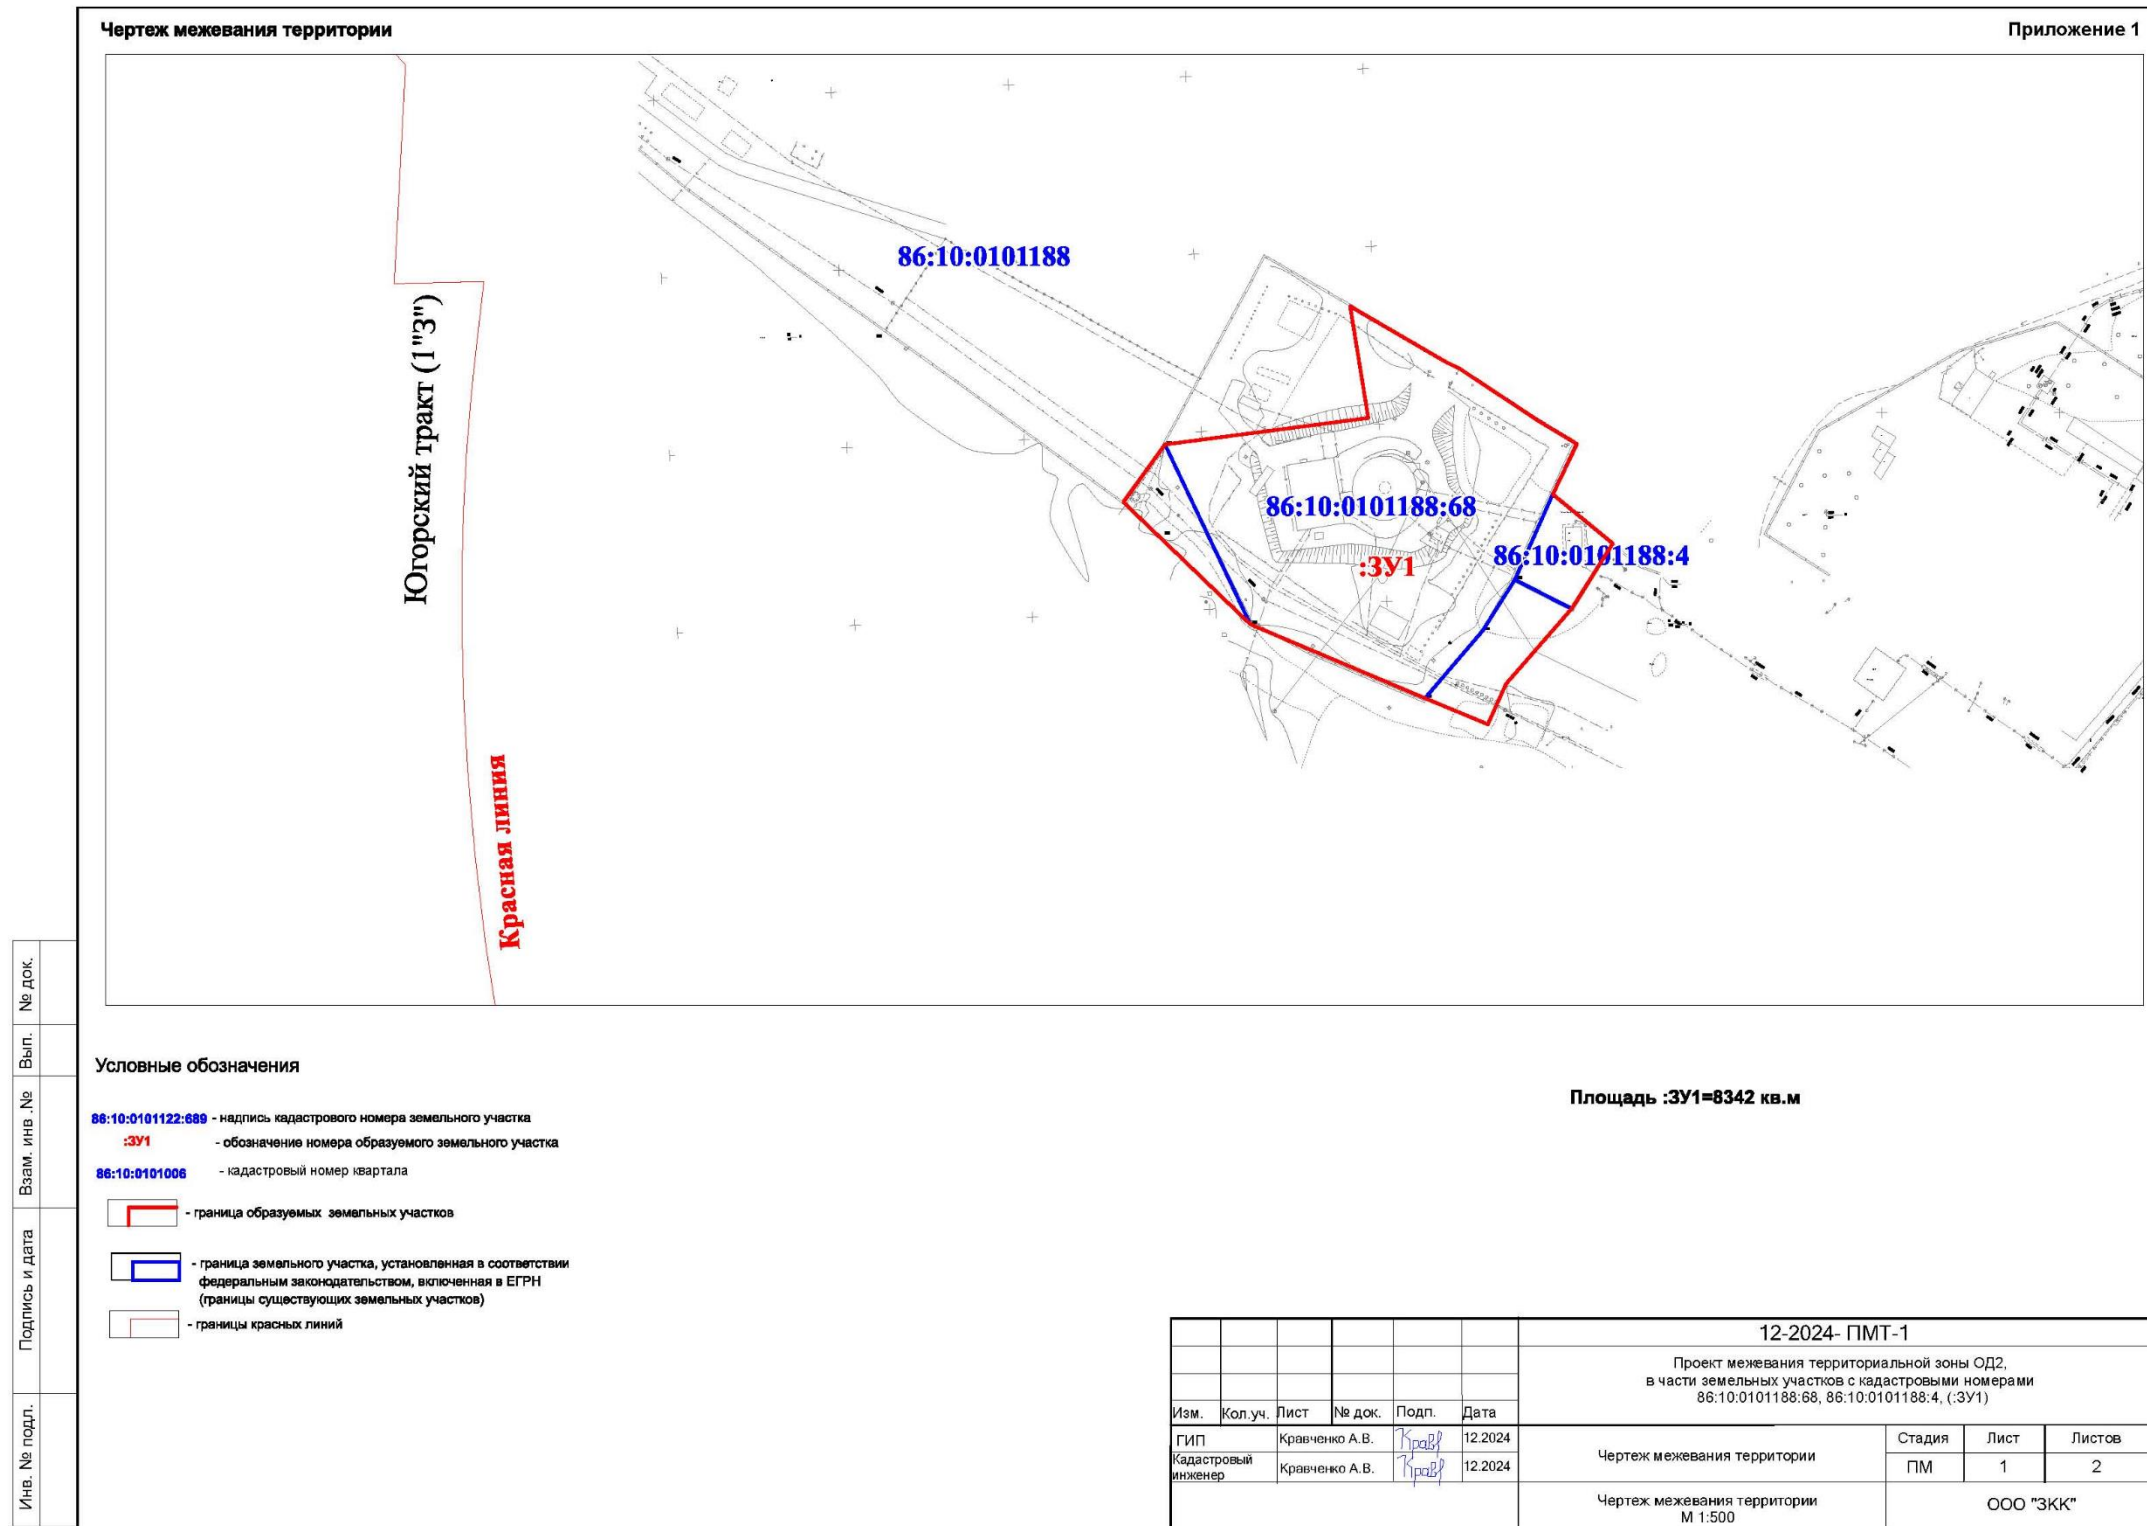 Чертеж межевания территории
Приложение 1
86:10:0101188
Югорский тракт (1"З")
86:10:0101188:68
86:10:0101188:4
:ЗУ1
Красная линия
Условные обозначения
Площадь :ЗУ1=8342 кв.м
86:10:0101122:689 - надпись кадастрового номера земельного участка
:ЗУ1 - обозначение номера образуемого земельного участка
86:10:0101006 - кадастровый номер квартала
- граница образуемых земельных участков
- граница земельного участка, установленная в соответствии
федеральным законодательством, включенная в ЕГРН
(границы существующих земельных участков)
- границы красных линий
№ док.
Вып.
Взам. инв .№
Подпись и дата
Инв. № подл.
12-2024- ПМТ-1
Проект межевания территориальной зоны ОД2,
в части земельных участков с кадастровыми номерами
86:10:0101188:68, 86:10:0101188:4, (:ЗУ1)
Изм. Кол.уч. Лист № док. Подп. Дата
ГИП Кравченко А.В. Крав 12.2024
Кадастровый
инженер Кравченко А.В. Крав 12.2024
Чертеж межевания территории
Стадия Лист Листов
ПМ 1 2
Чертеж межевания территории
М 1:500
ООО "ЗКК"